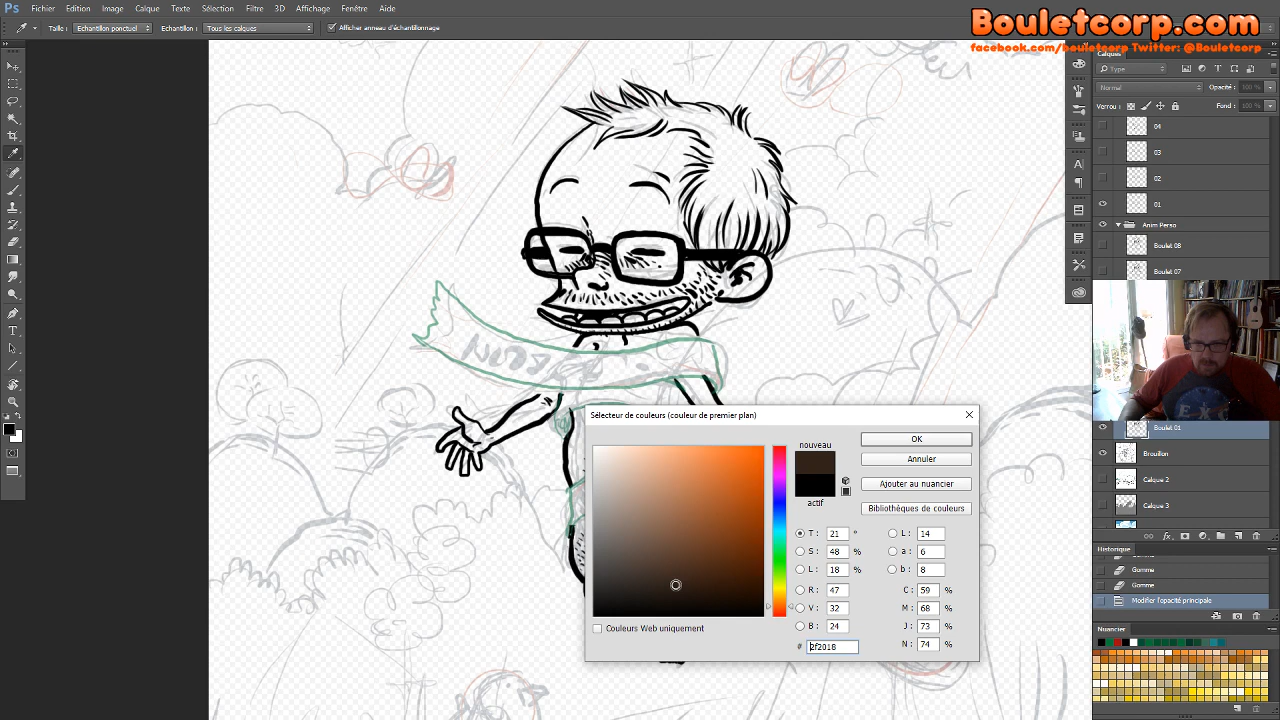 Ps Fichier Edition Image Calque Texte Sélection Filtre 3D Affichage Fenêtre Aide
Taille : Echantillon ponctuel Echantillon : Tous les calques Afficher anneau d'échantillonnage
Bouletcorp.com
facebook.com/bouletcorp Twitter: @Bouletcorp
Calques
Type
Normal Opacité : 100 %
Verrou : Fond : 100 %
04
03
02
01
Anim Perso
Boulet 08
Boulet 07
Boulet 01
Brouillon
Calque 2
Calque 3
fx
Historique
Gomme
Gomme
Modifier l'opacité principale
Nuancier
Sélecteur de couleurs (couleur de premier plan)
nouveau
actif
OK
Annuler
Ajouter au nuancier
Bibliothèques de couleurs
T : 21 ° L : 14
S : 48 % a : 6
L : 18 % b : 8
R : 47 C : 59 %
V : 32 M : 68 %
B : 24 J : 73 %
# 2f2018 N : 74 %
Couleurs Web uniquement